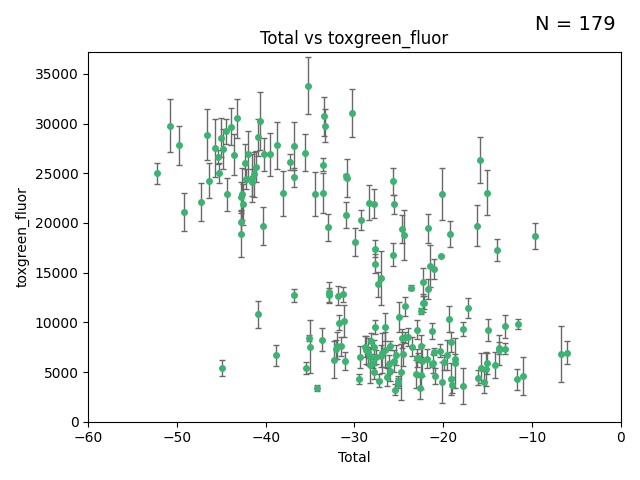 N = 179
Total vs toxgreen_fluor
35000
30000
25000
20000
15000
10000
5000
0
toxgreen_fluor
−60 −50 −40 −30 −20 −10 0
Total